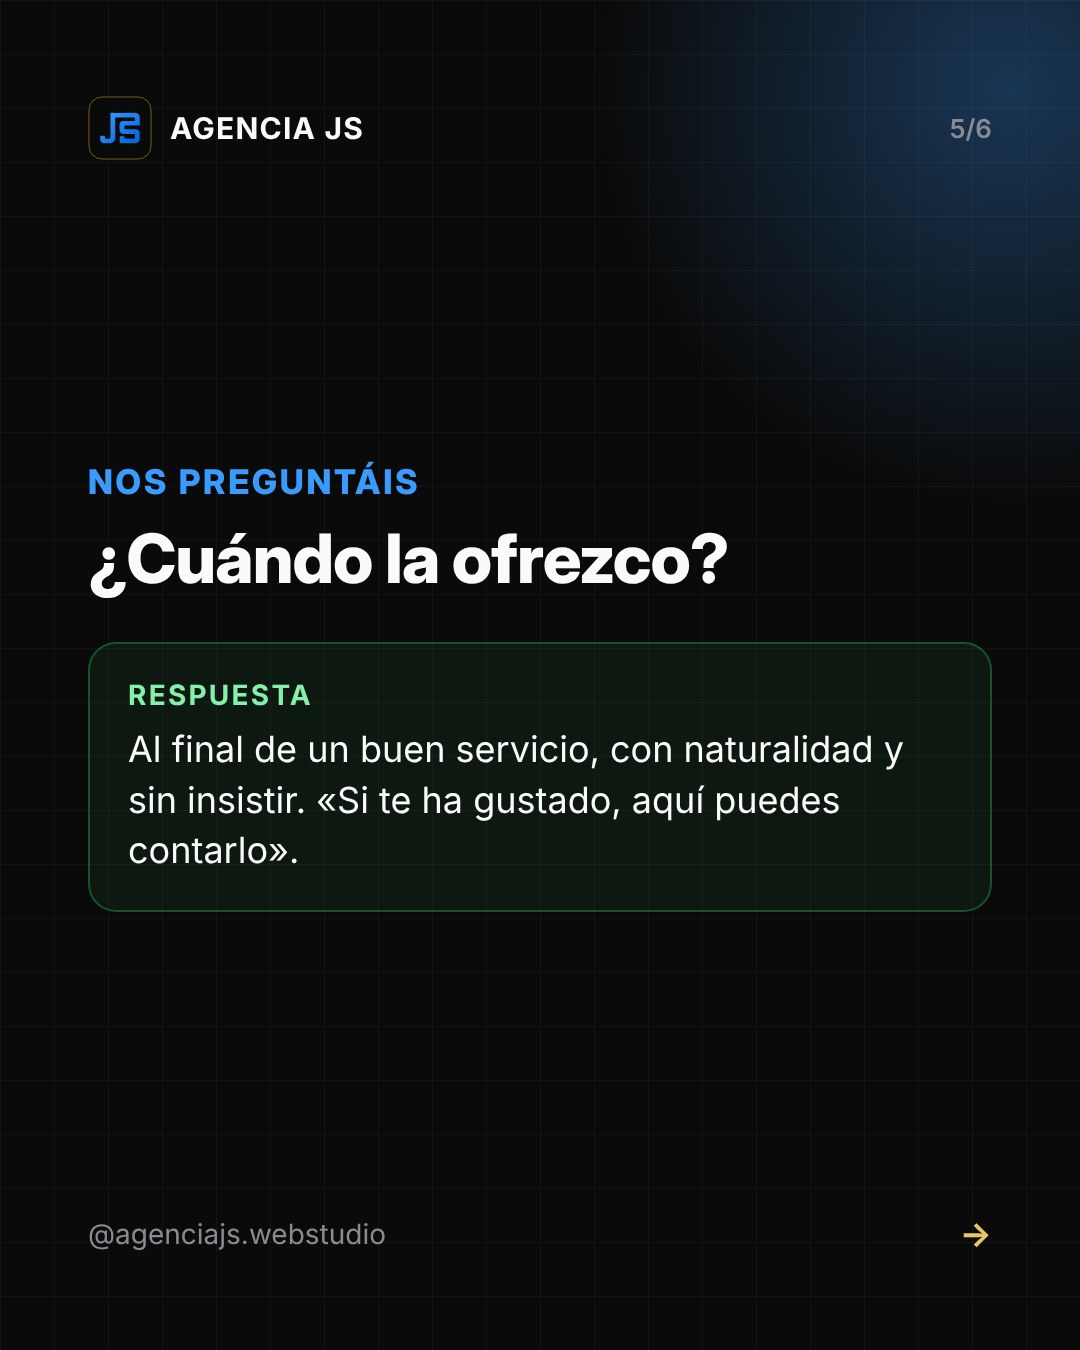 JS AGENCIA JS
5/6
NOS PREGUNTÁIS
¿Cuándo la ofrezco?
RESPUESTA
Al final de un buen servicio, con naturalidad y
sin insistir. «Si te ha gustado, aquí puedes
contarlo».
@agenciajs.webstudio